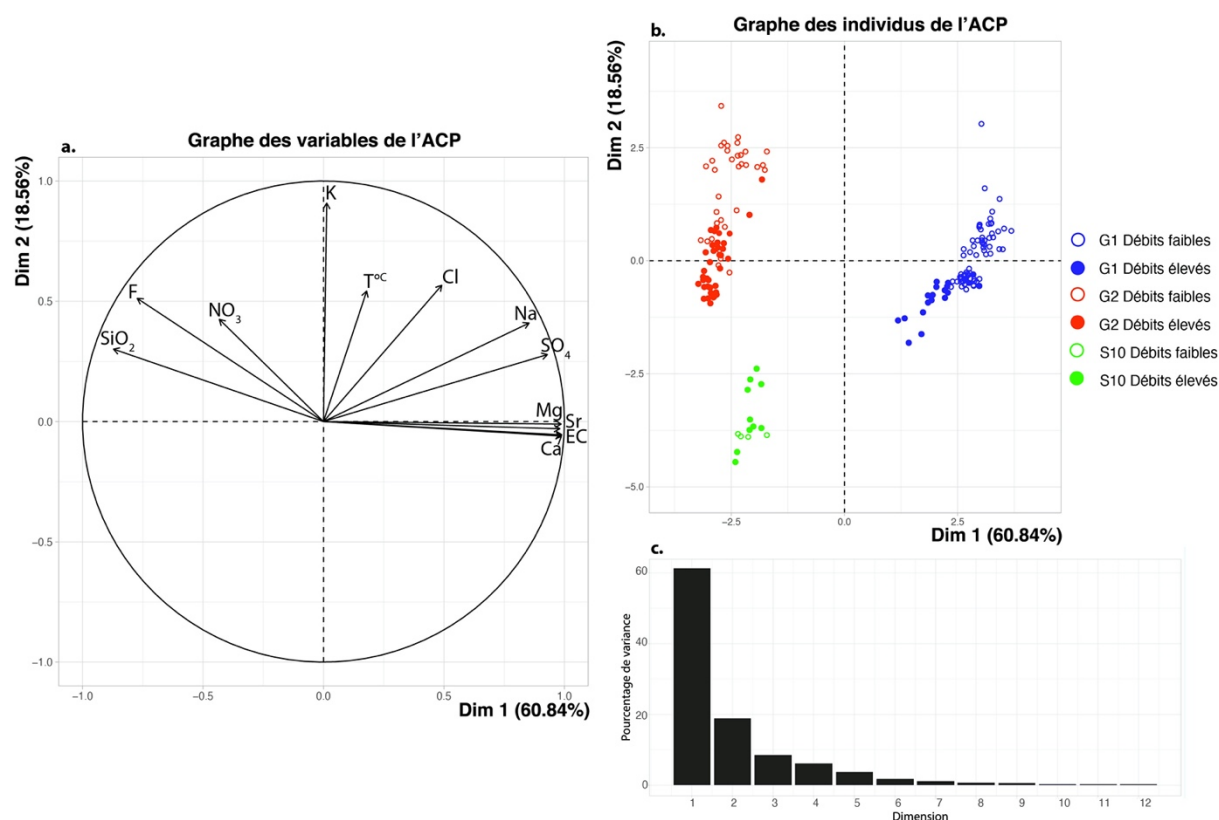 a.
Graphe des variables de l'ACP
Dim 2 (18.56%)
1.0
0.5
0.0
−0.5
−1.0
K
T°C
Cl
F
NO3
Na
SiO2
SO4
Mg
Sr
EC
Ca
−1.0 −0.5 0.0 0.5 1.0
Dim 1 (60.84%)
b.
Graphe des individus de l'ACP
Dim 2 (18.56%)
2.5
0.0
−2.5
−5.0
−2.5 0.0 2.5
Dim 1 (60.84%)
G1 Débits faibles
G1 Débits élevés
G2 Débits faibles
G2 Débits élevés
S10 Débits faibles
S10 Débits élevés
c.
Pourcentage de variance
60
40
20
0
1 2 3 4 5 6 7 8 9 10 11 12
Dimension